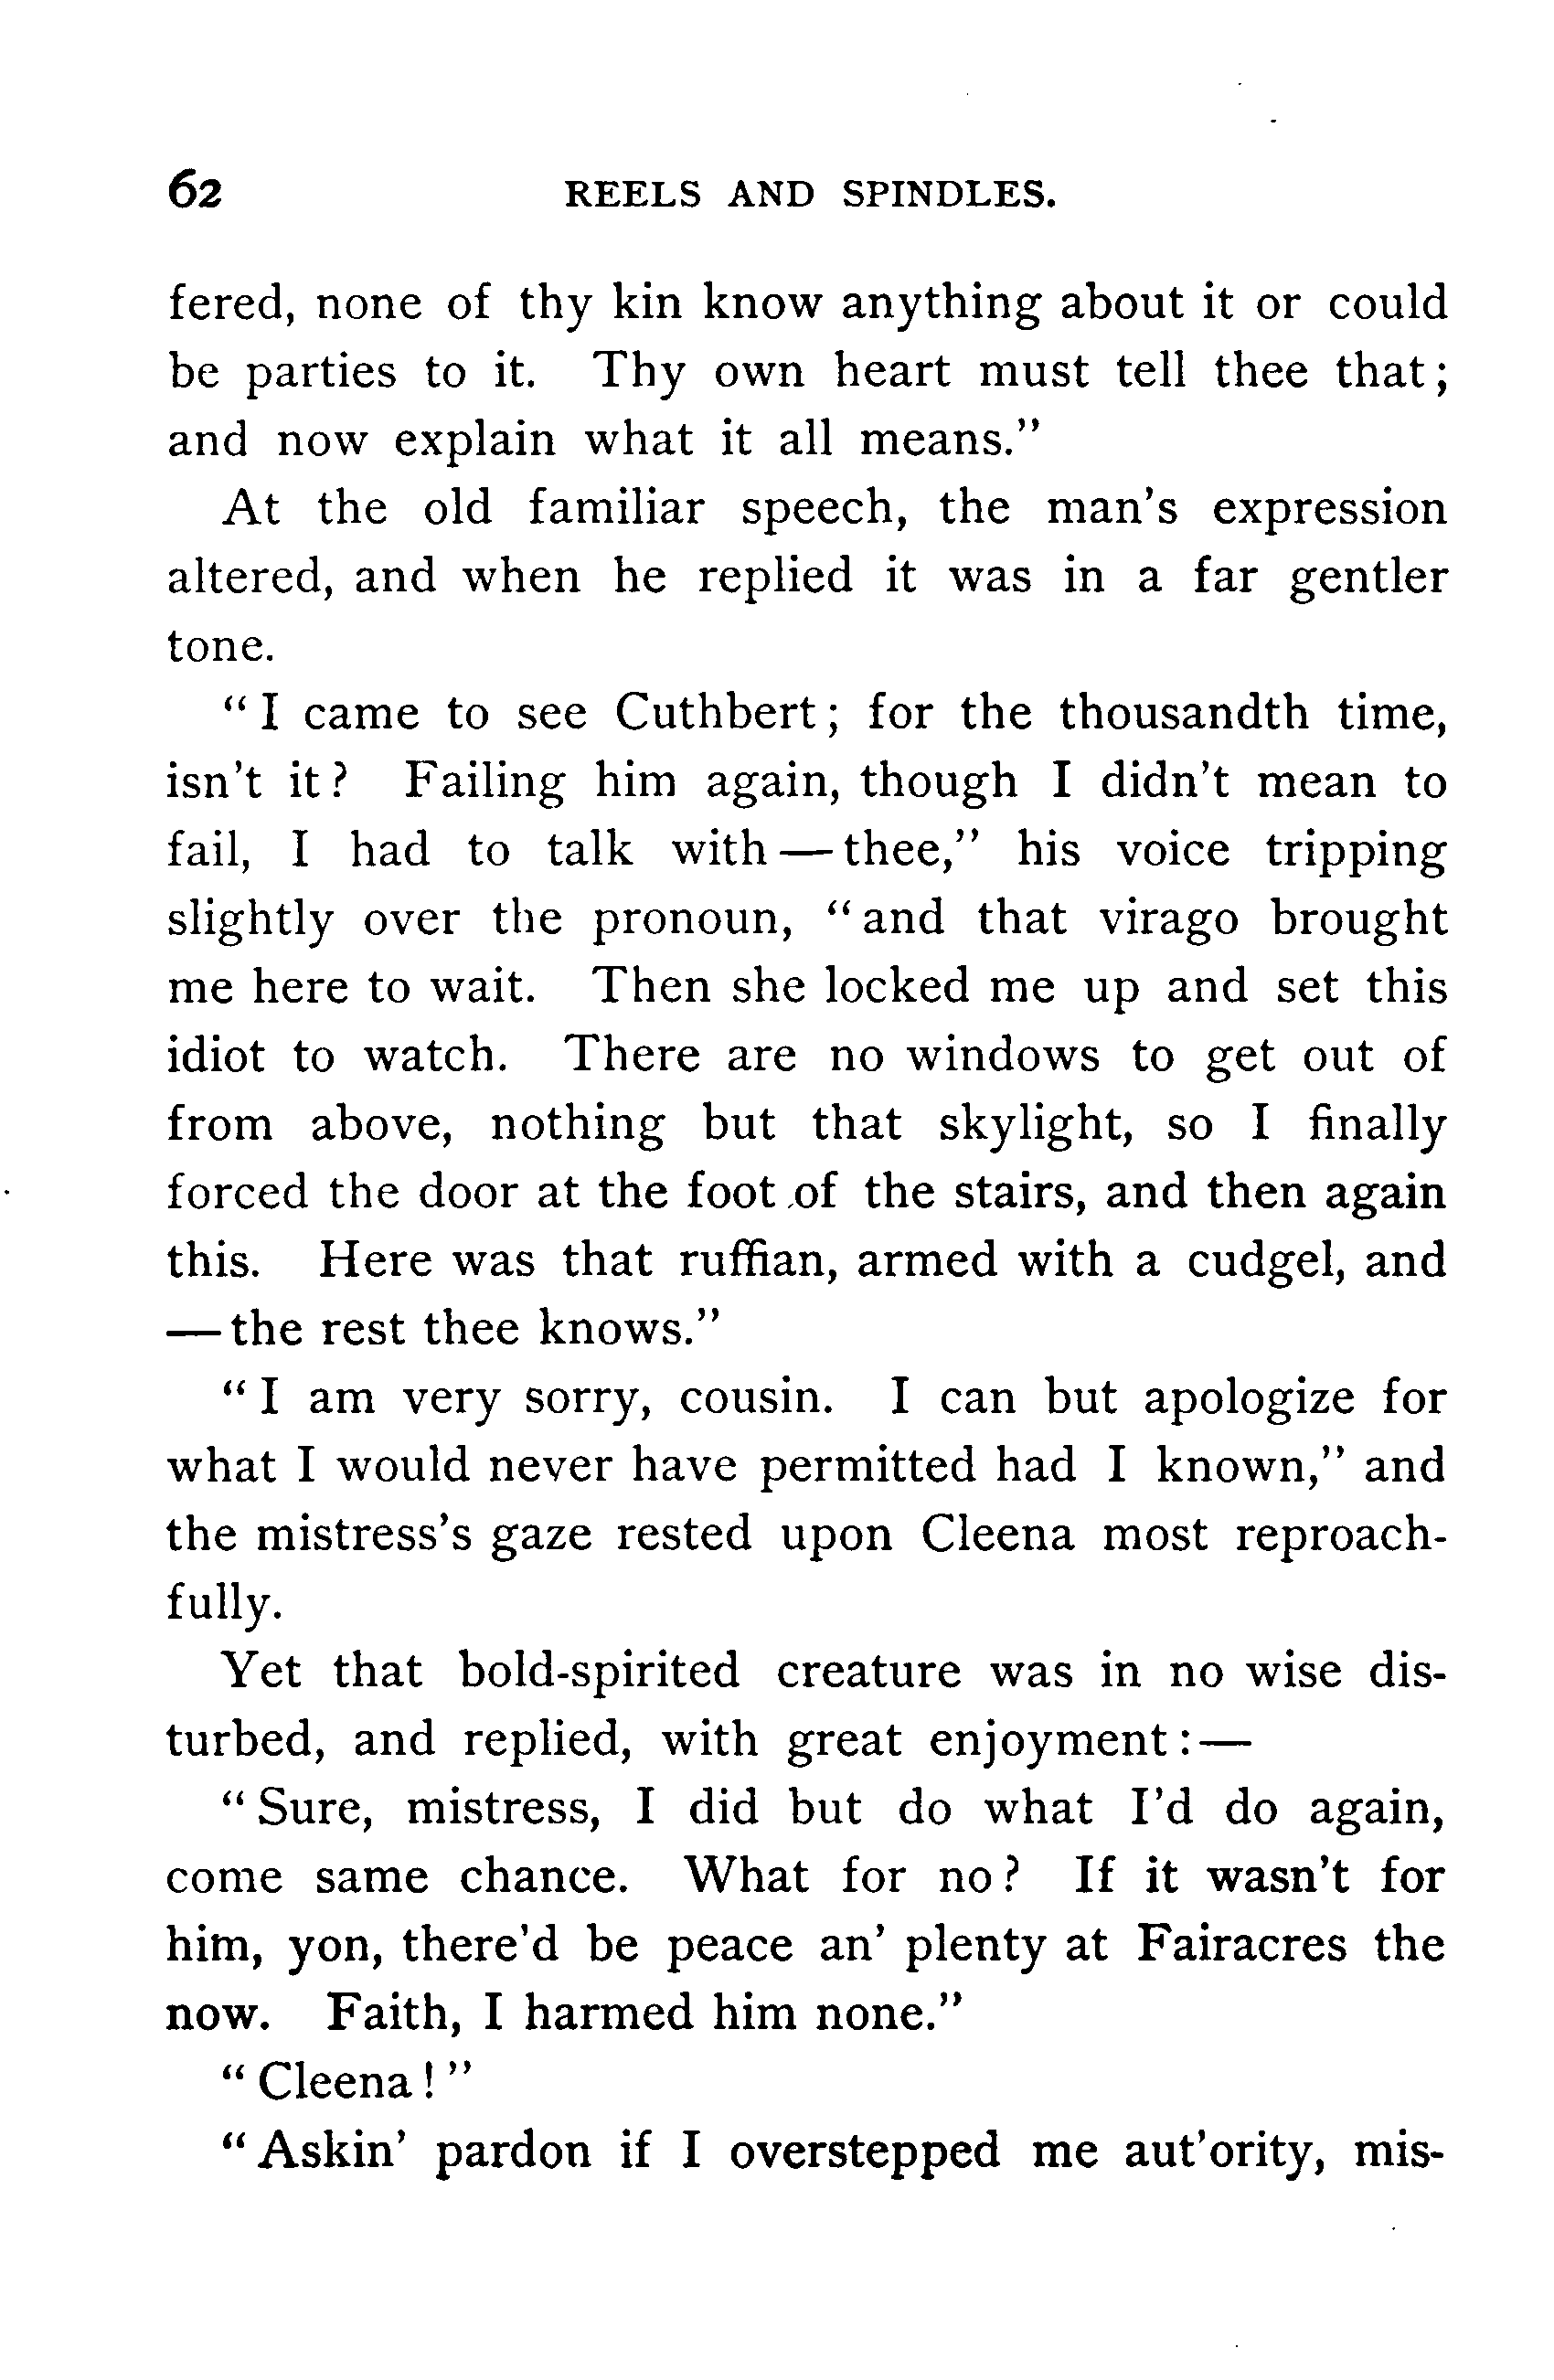 62 REELS AND SPINDLES.
fered, none of thy kin know anything about it or could
be parties to it. Thy own heart must tell thee that;
and now explain what it all means.”
At the old familiar speech, the man’s expression
altered, and when he replied it was in a far gentler
tone.
“I came to see Cuthbert; for the thousandth time,
isn’t it? Failing him again, though I didn’t mean to
fail, I had to talk with — thee,” his voice tripping
slightly over the pronoun, “and that virago brought
me here to wait. Then she locked me up and set this
idiot to watch. There are no windows to get out of
from above, nothing but that skylight, so I finally
forced the door at the foot of the stairs, and then again
this. Here was that ruffian, armed with a cudgel, and
— the rest thee knows.”
“I am very sorry, cousin. I can but apologize for
what I would never have permitted had I known,” and
the mistress’s gaze rested upon Cleena most reproach-
fully.
Yet that bold-spirited creature was in no wise dis-
turbed, and replied, with great enjoyment: —
“Sure, mistress, I did but do what I’d do again,
come same chance. What for no? If it wasn’t for
him, yon, there’d be peace an’ plenty at Fairacres the
now. Faith, I harmed him none.”
“Cleena!”
“Askin’ pardon if I overstepped me aut’ority, mis-